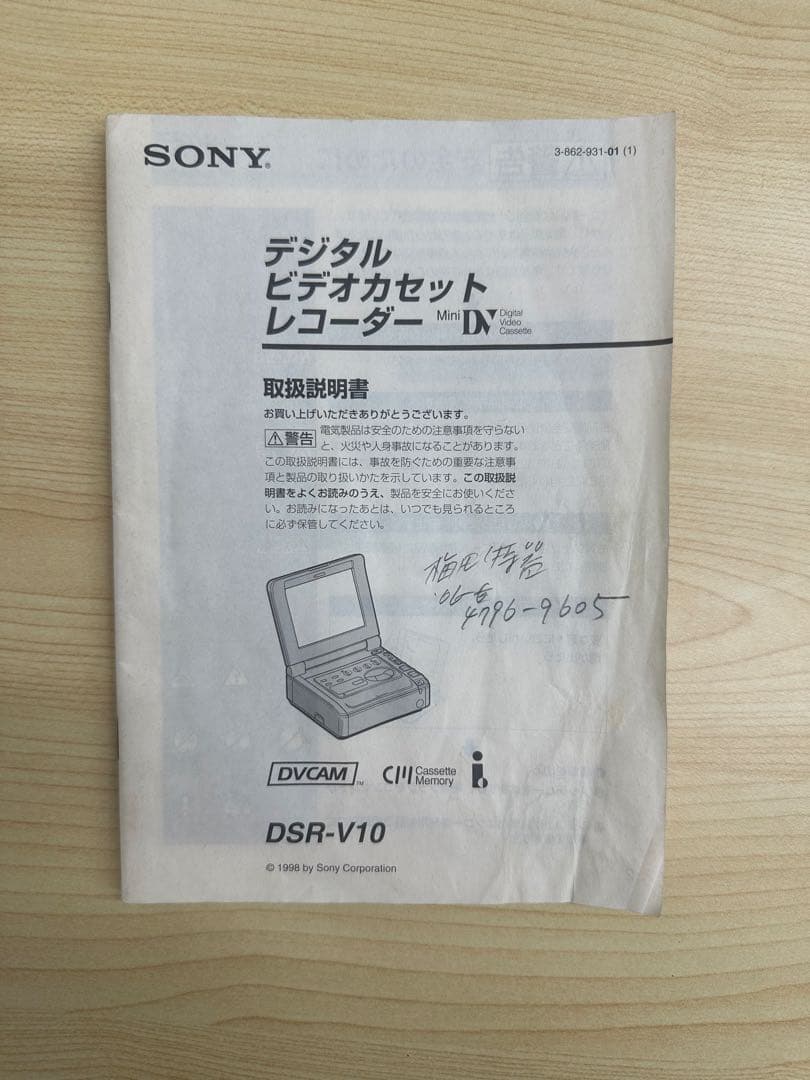 SONY®
3-862-931-01 (1)
デジタル
ビデオカセット
レコーダー
Mini DV Digital Video Cassette
取扱説明書
お買い上げいただきありがとうございます。
警告 電気製品は安全のための注意事項を守らない
と、火災や人身事故になることがあります。
この取扱説明書には、事故を防ぐための重要な注意事
項と製品の取り扱いかたを示しています。この取扱説
明書をよくお読みのうえ、製品を安全にお使いくださ
い。お読みになったあとは、いつでも見られるところ
に必ず保管してください。
梅田
'06
4796-9605
DVCAM™
Cassette
Memory
i
DSR-V10
© 1998 by Sony Corporation